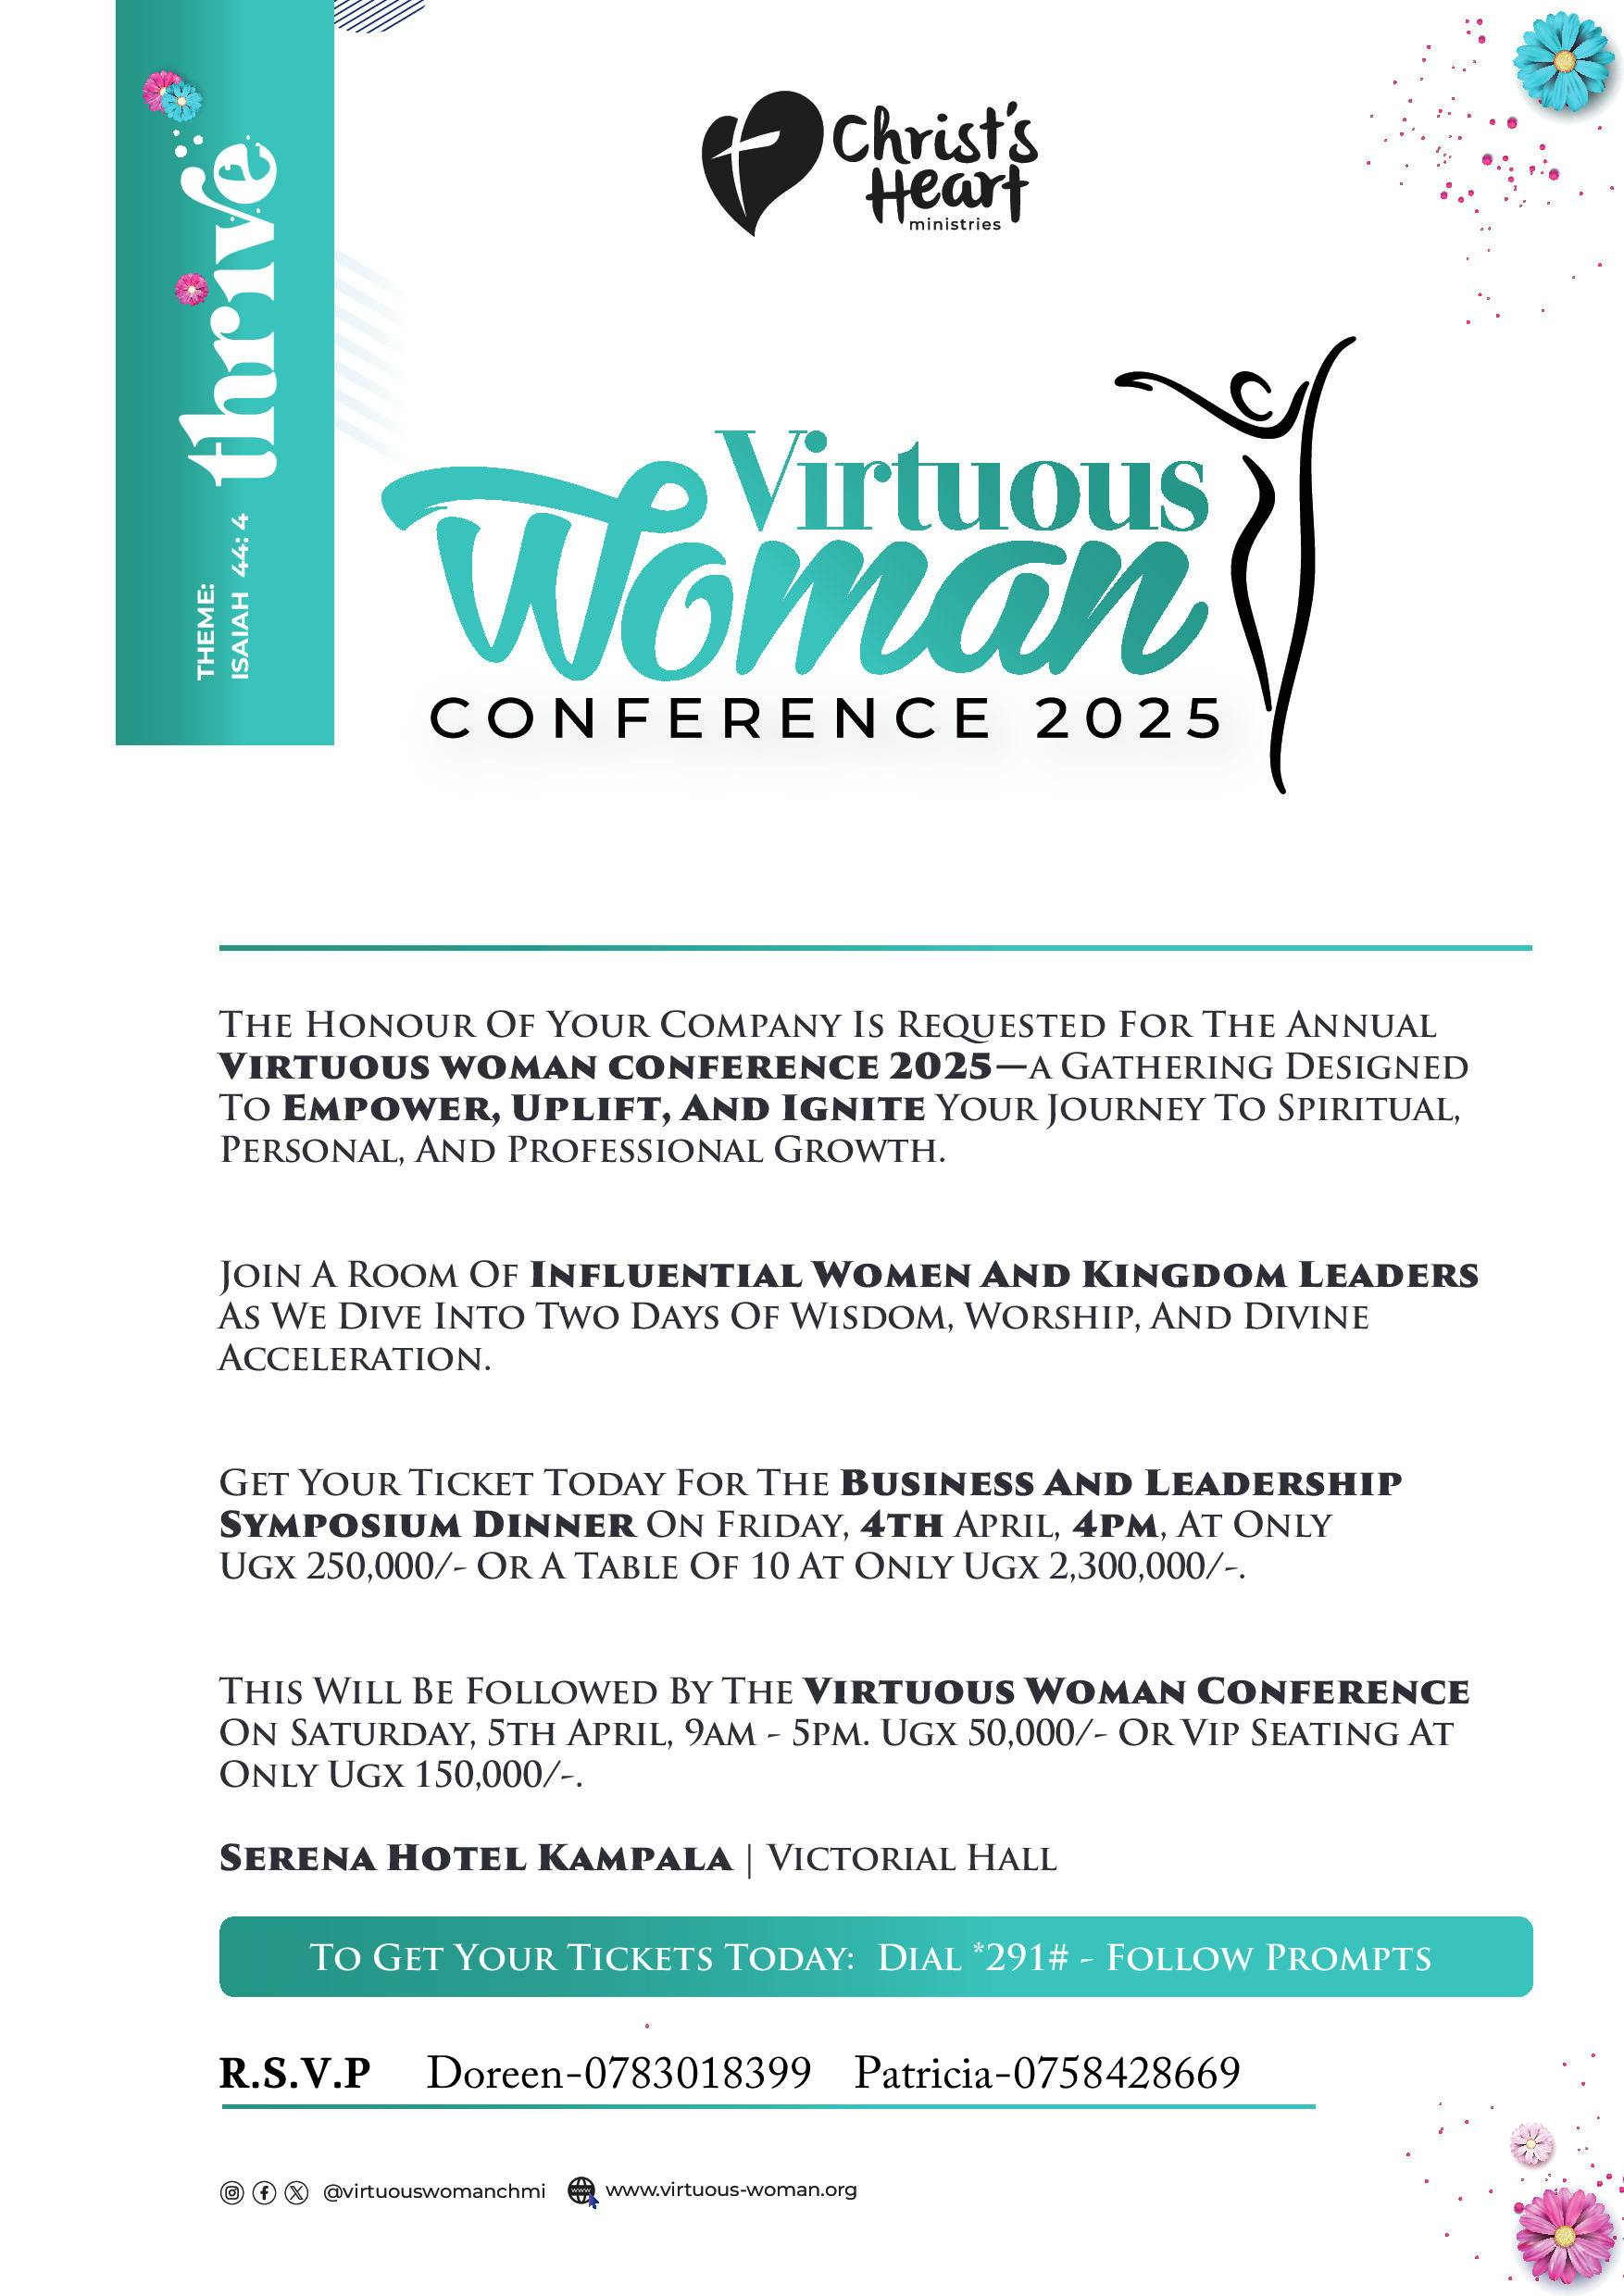 thrive
THEME:
ISAIAH 44: 4
Christ's
Heart
ministries
Virtuous
Woman
CONFERENCE 2025
The Honour Of Your Company Is Requested For The Annual
Virtuous woman conference 2025—a Gathering Designed
To Empower, Uplift, And Ignite Your Journey To Spiritual,
Personal, And Professional Growth.
Join A Room Of Influential Women And Kingdom Leaders
As We Dive Into Two Days Of Wisdom, Worship, And Divine
Acceleration.
Get Your Ticket Today For The Business And Leadership
Symposium Dinner On Friday, 4th April, 4pm, At Only
Ugx 250,000/- Or A Table Of 10 At Only Ugx 2,300,000/-.
This Will Be Followed By The Virtuous Woman Conference
On Saturday, 5th April, 9am - 5pm. Ugx 50,000/- Or VIP Seating At
Only Ugx 150,000/-.
Serena Hotel Kampala | Victorial Hall
To Get Your Tickets Today: Dial *291# - Follow Prompts
R.S.V.P Doreen-0783018399 Patricia-0758428669
@virtuouswomanchmi www.virtuous-woman.org